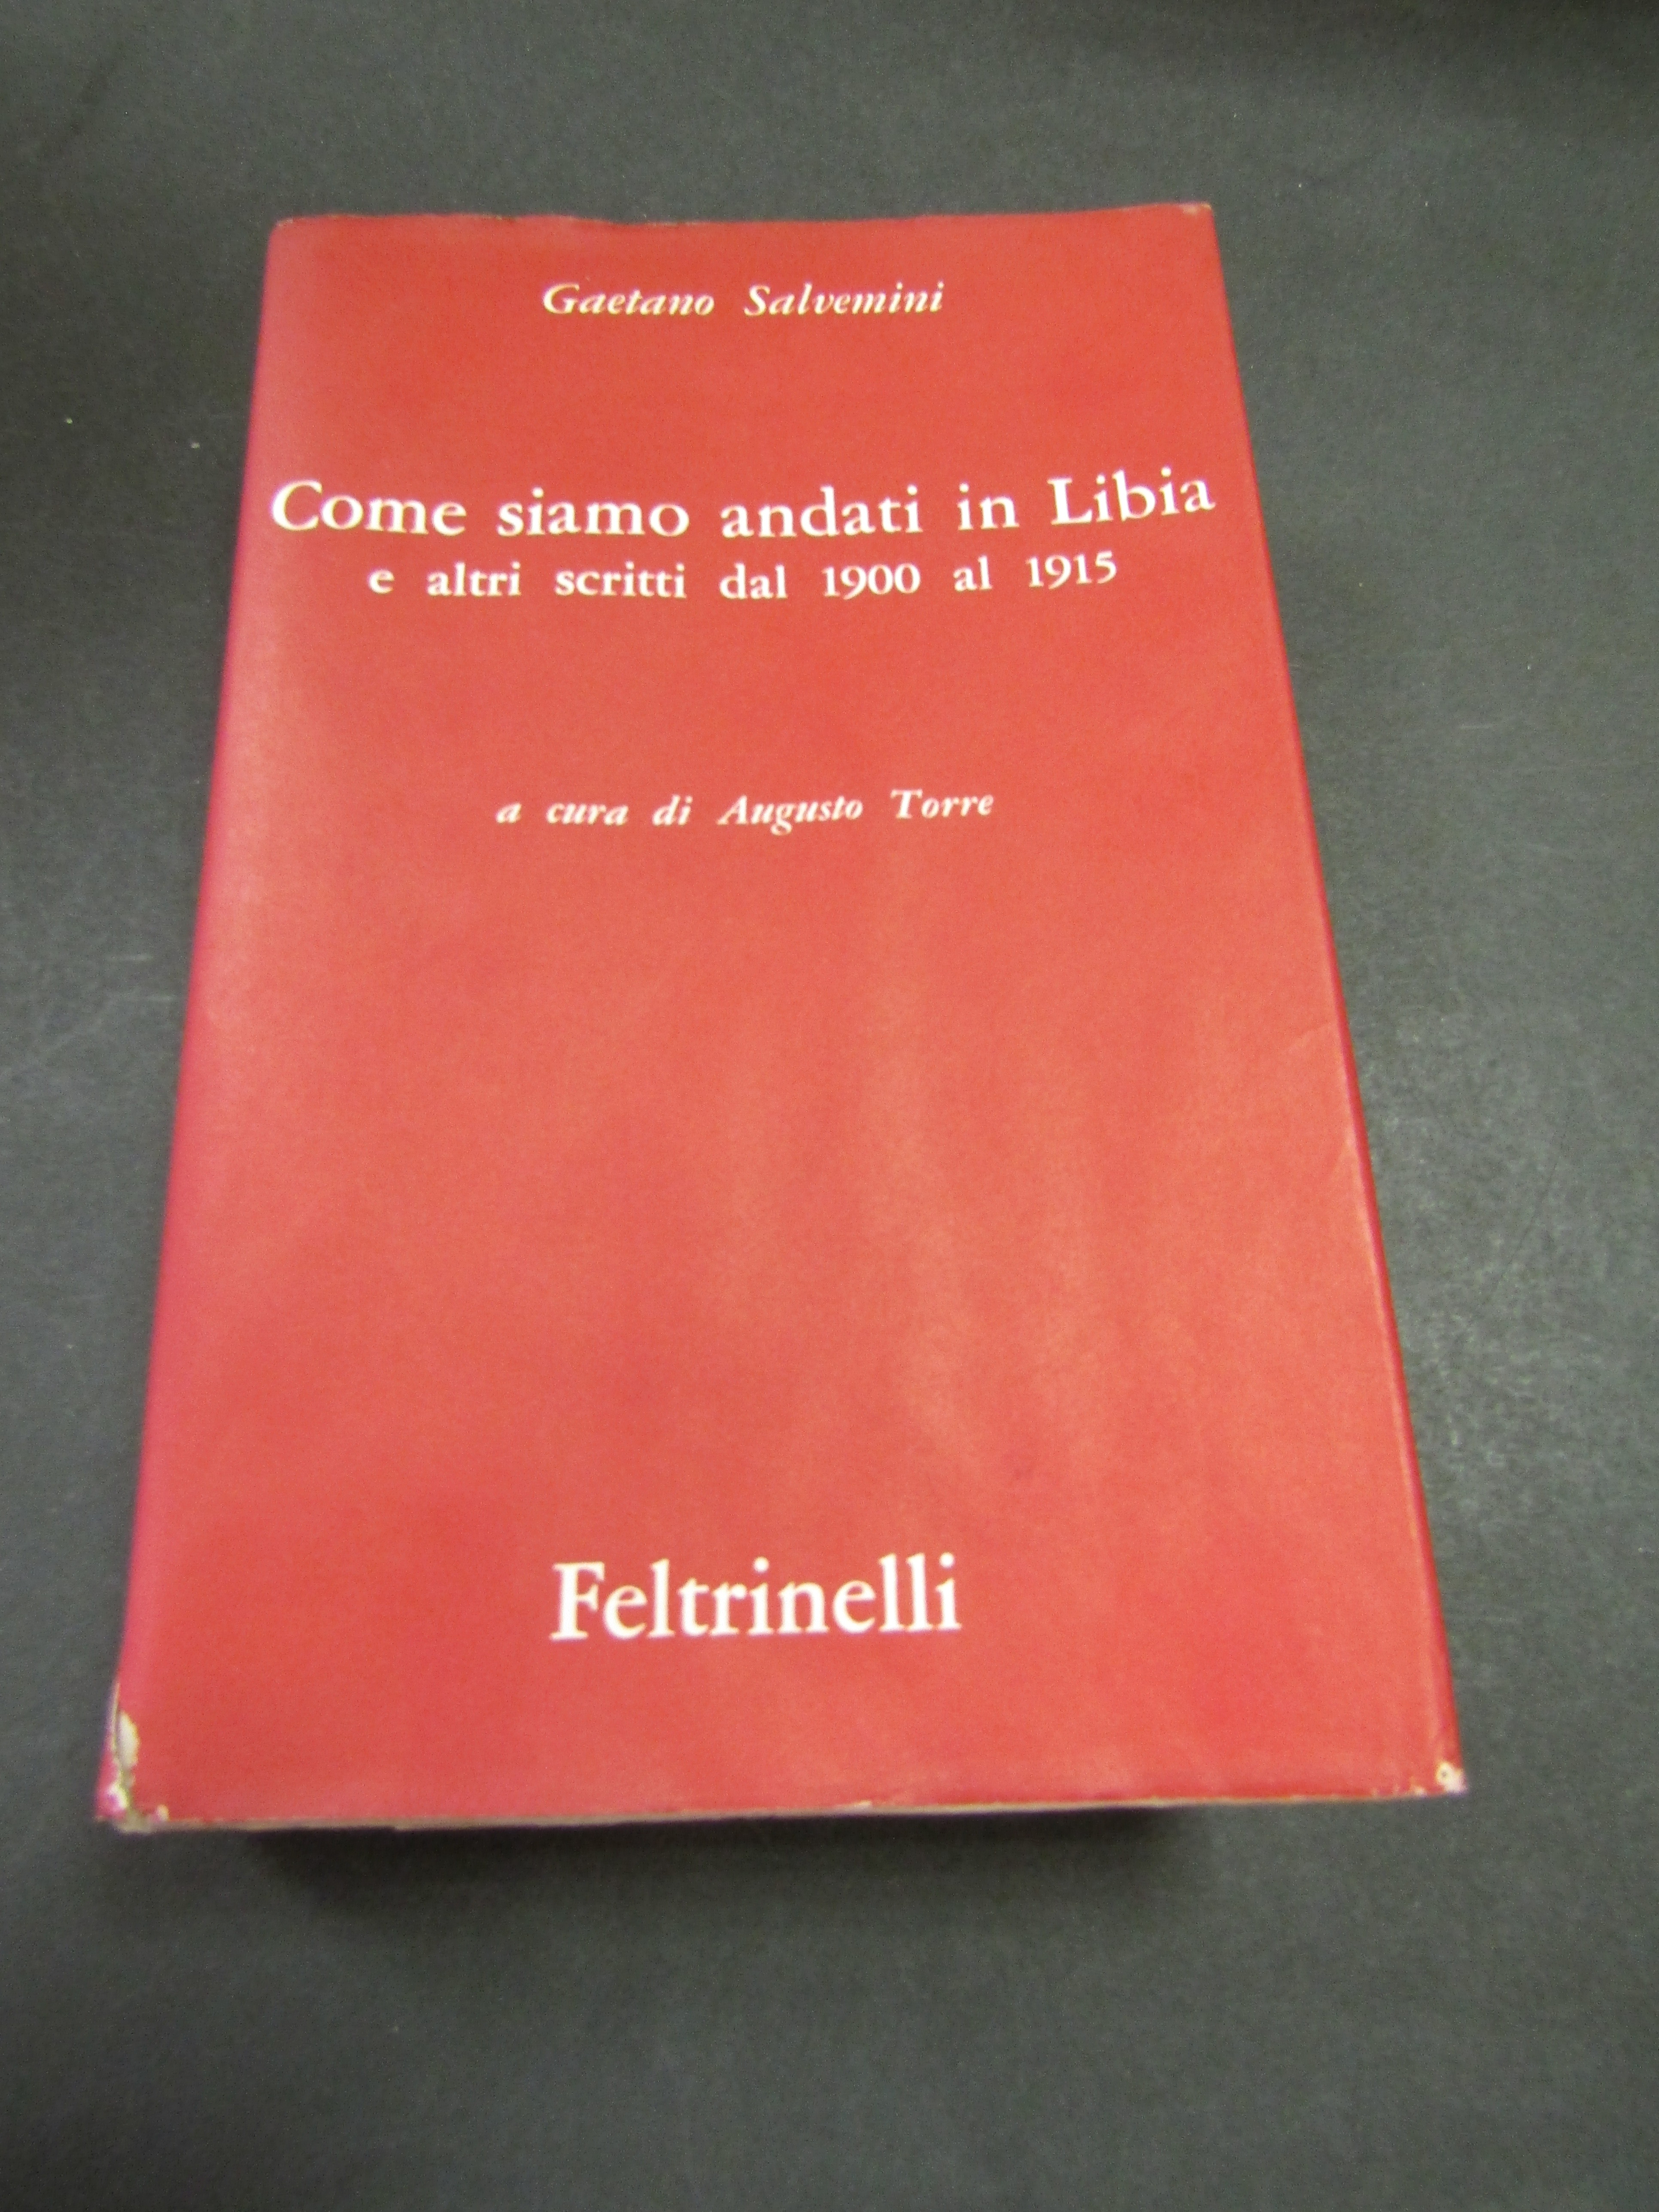 Gaetano Salvemini
Come siamo andati in Libia
e altri scritti dal 1900 al 1915
a cura di Augusto Torre
Feltrinelli